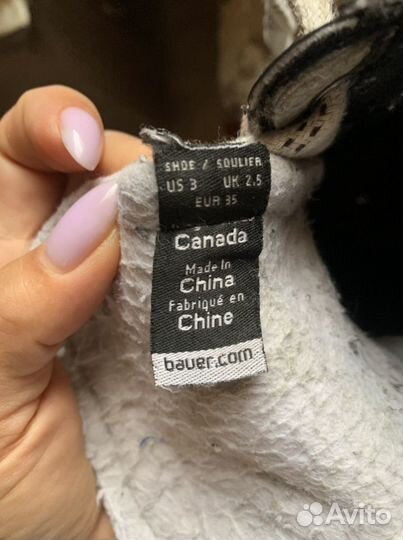 SHOE / SOULIER
US 3 UK 2.5
EUR 35
Canada
Made In
China
Fabriqué en
Chine
bauer.com
Avito